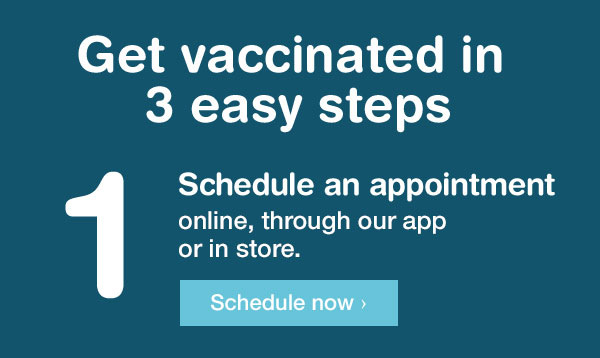 Get vaccinated in
3 easy steps
1
Schedule an appointment
online, through our app
or in store.
Schedule now ›